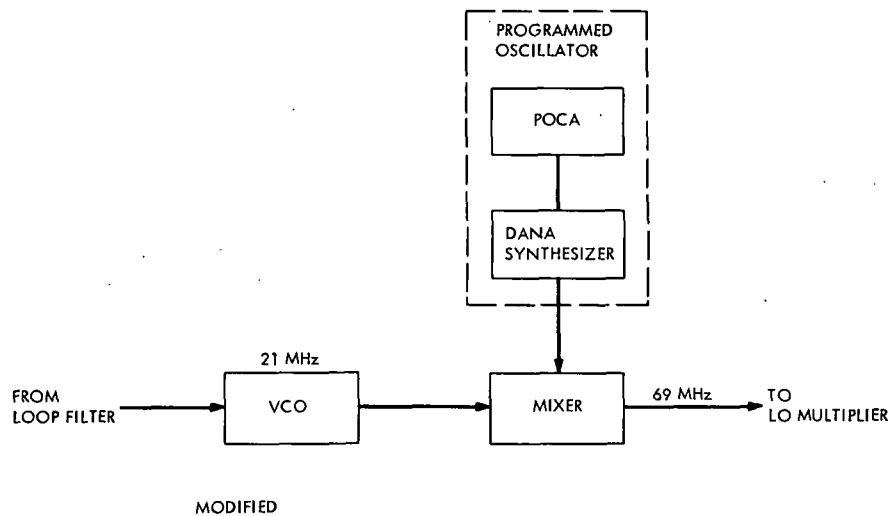 PROGRAMMED
OSCILLATOR
POCA
DANA
SYNTHESIZER
21 MHz
FROM
LOOP FILTER
VCO
MIXER
69 MHz
TO
LO MULTIPLIER
MODIFIED